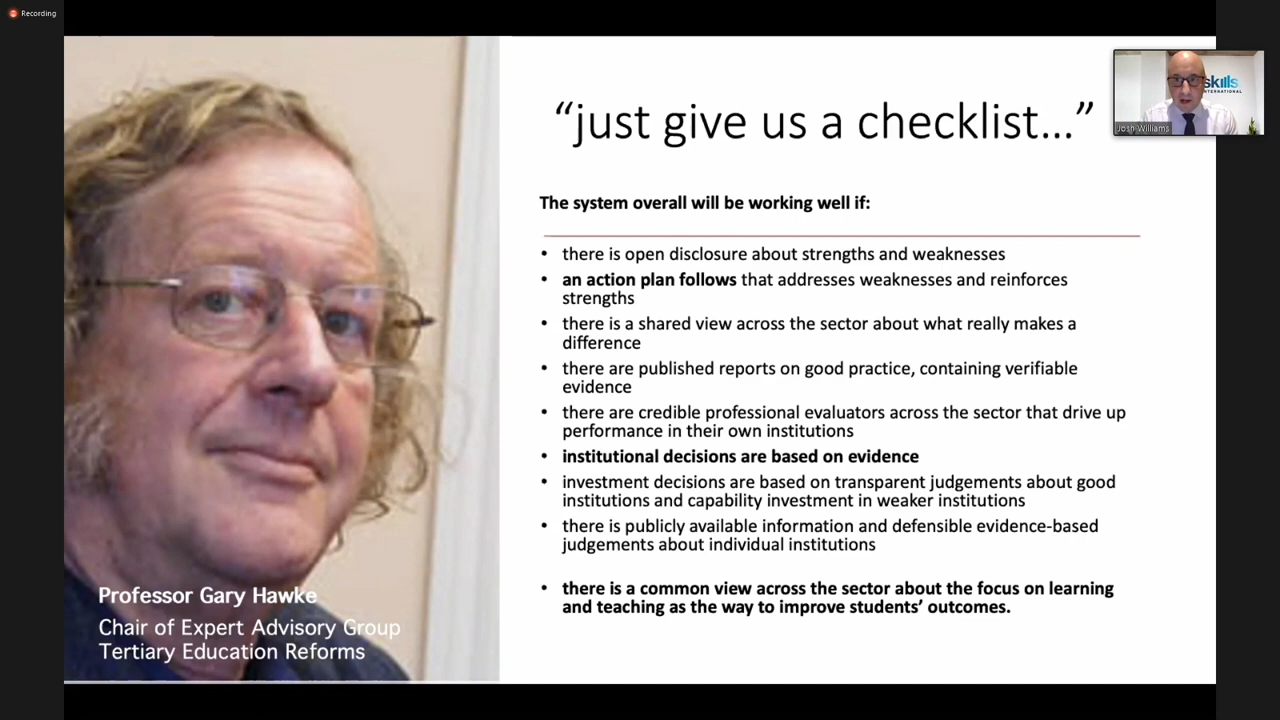 Recording
“just give us a checklist...”
skills
INTERNATIONAL
Josh Williams
The system overall will be working well if:
• there is open disclosure about strengths and weaknesses
• an action plan follows that addresses weaknesses and reinforces
strengths
• there is a shared view across the sector about what really makes a
difference
• there are published reports on good practice, containing verifiable
evidence
• there are credible professional evaluators across the sector that drive up
performance in their own institutions
• institutional decisions are based on evidence
• investment decisions are based on transparent judgements about good
institutions and capability investment in weaker institutions
• there is publicly available information and defensible evidence-based
judgements about individual institutions
• there is a common view across the sector about the focus on learning
and teaching as the way to improve students’ outcomes.
Professor Gary Hawke
Chair of Expert Advisory Group
Tertiary Education Reforms